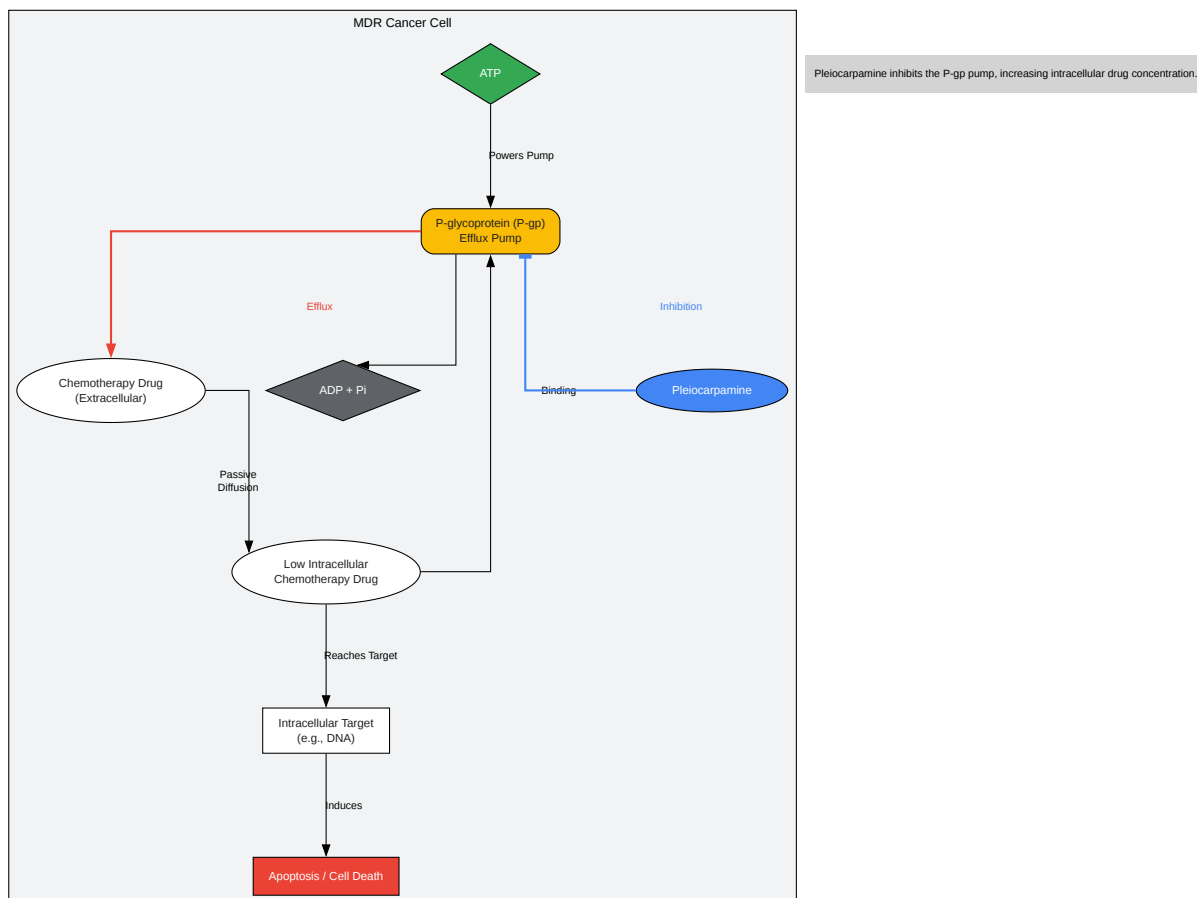 MDR Cancer Cell
ATP
Pleiocarpamine inhibits the P-gp pump, increasing intracellular drug concentration.
Powers Pump
P-glycoprotein (P-gp)
Efflux Pump
Efflux
Inhibition
Chemotherapy Drug
(Extracellular)
ADP + Pi
Binding
Pleiocarpamine
Passive
Diffusion
Low Intracellular
Chemotherapy Drug
Reaches Target
Intracellular Target
(e.g., DNA)
Induces
Apoptosis / Cell Death